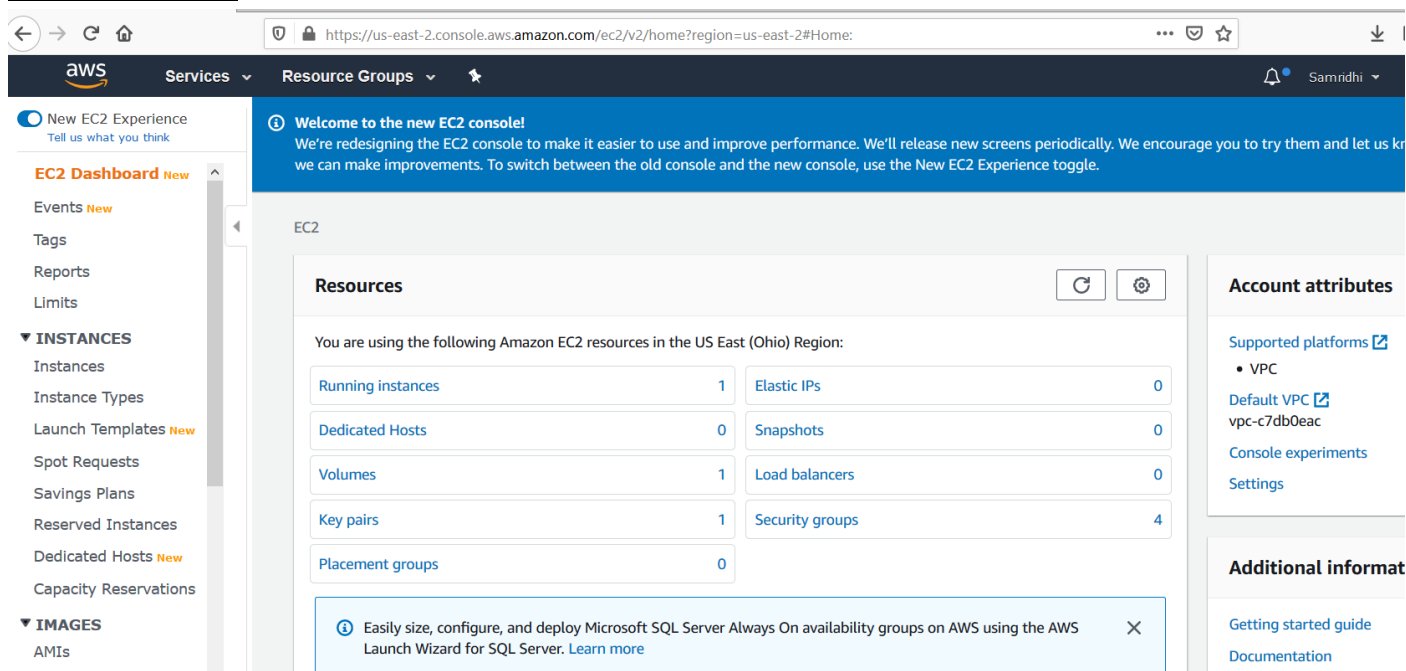 https://us-east-2.console.aws.amazon.com/ec2/v2/home?region=us-east-2#Home:
aws
Services
Resource Groups
Samridhi
New EC2 Experience
Tell us what you think
EC2 Dashboard New
Events New
Tags
Reports
Limits
INSTANCES
Instances
Instance Types
Launch Templates New
Spot Requests
Savings Plans
Reserved Instances
Dedicated Hosts New
Capacity Reservations
IMAGES
AMIs
Welcome to the new EC2 console!
We're redesigning the EC2 console to make it easier to use and improve performance. We'll release new screens periodically. We encourage you to try them and let us kn
we can make improvements. To switch between the old console and the new console, use the New EC2 Experience toggle.
EC2
Resources
You are using the following Amazon EC2 resources in the US East (Ohio) Region:
Running instances 1
Elastic IPs 0
Dedicated Hosts 0
Snapshots 0
Volumes 1
Load balancers 0
Key pairs 1
Security groups 4
Placement groups 0
Easily size, configure, and deploy Microsoft SQL Server Always On availability groups on AWS using the AWS
Launch Wizard for SQL Server. Learn more
Account attributes
Supported platforms
• VPC
Default VPC
vpc-c7db0eac
Console experiments
Settings
Additional informat
Getting started guide
Documentation